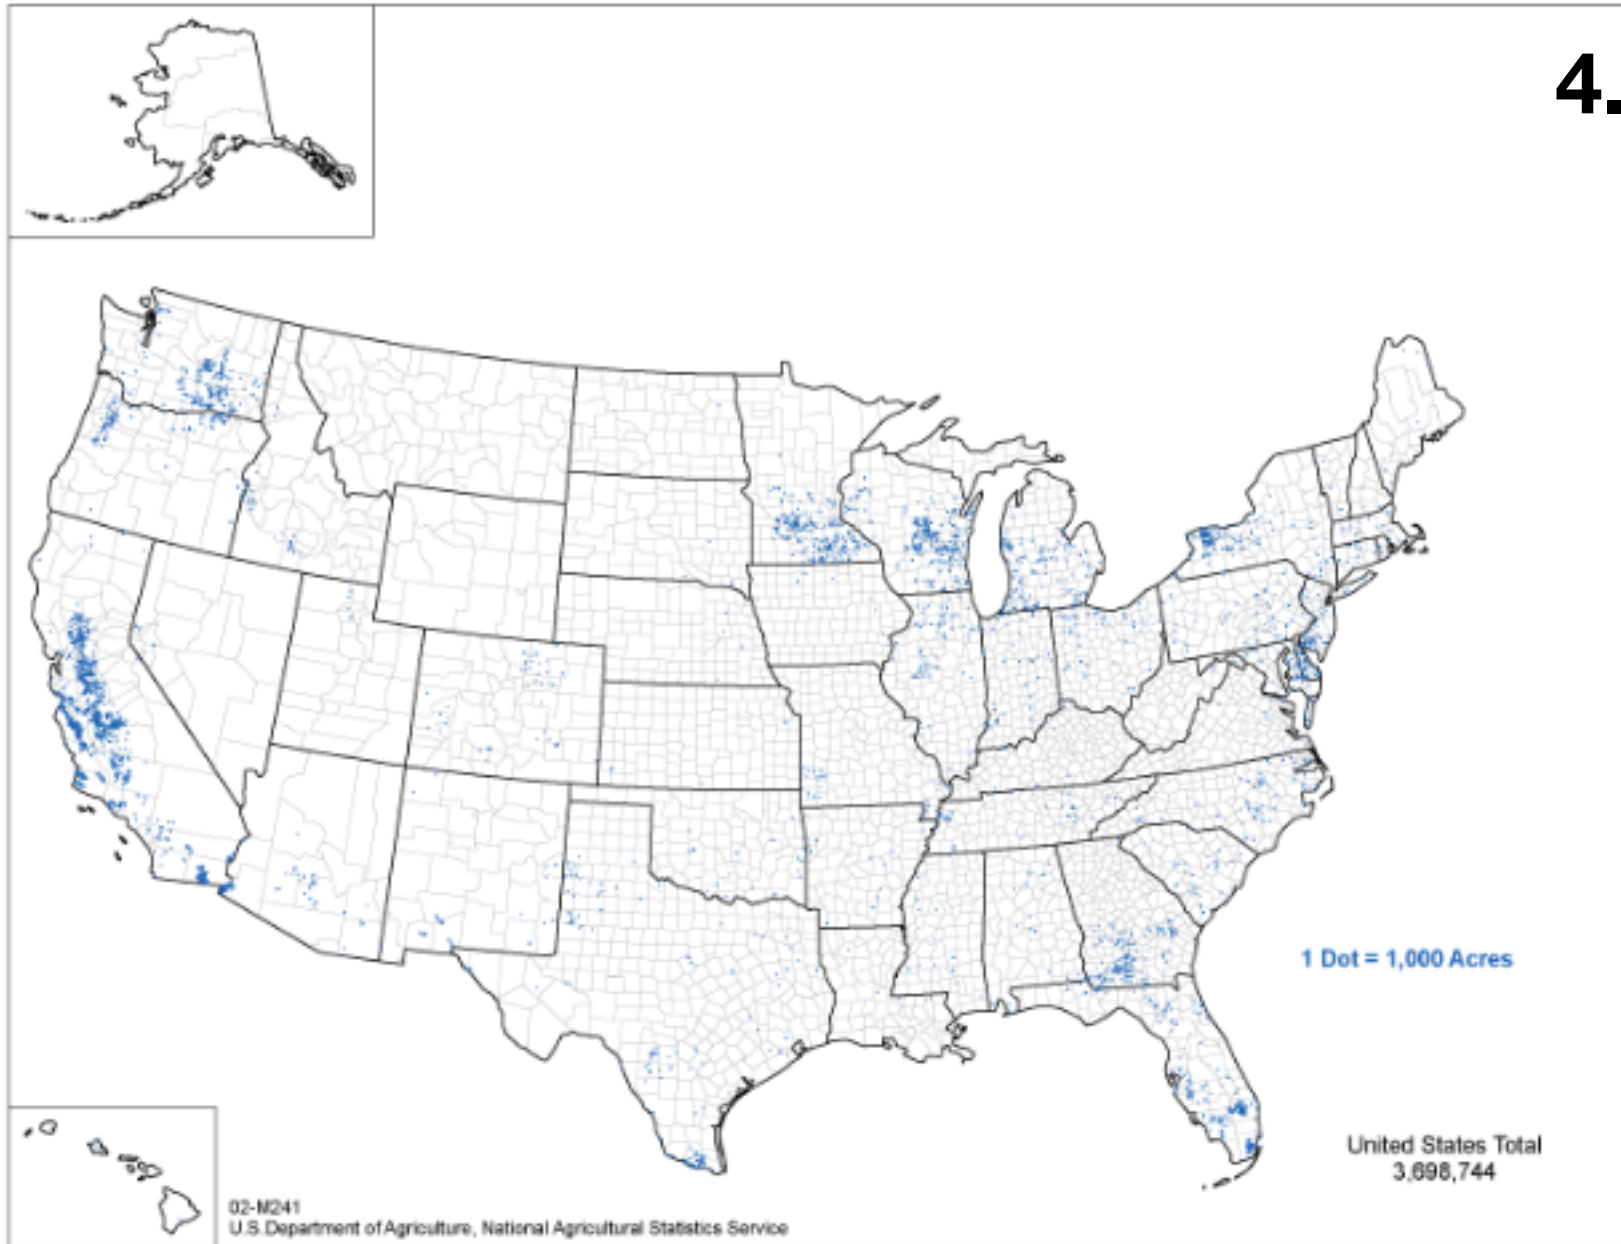 4.
1 Dot = 1,000 Acres
United States Total
3,698,744
02-M241
U.S.Department of Agriculture, National Agricultural Statistics Service